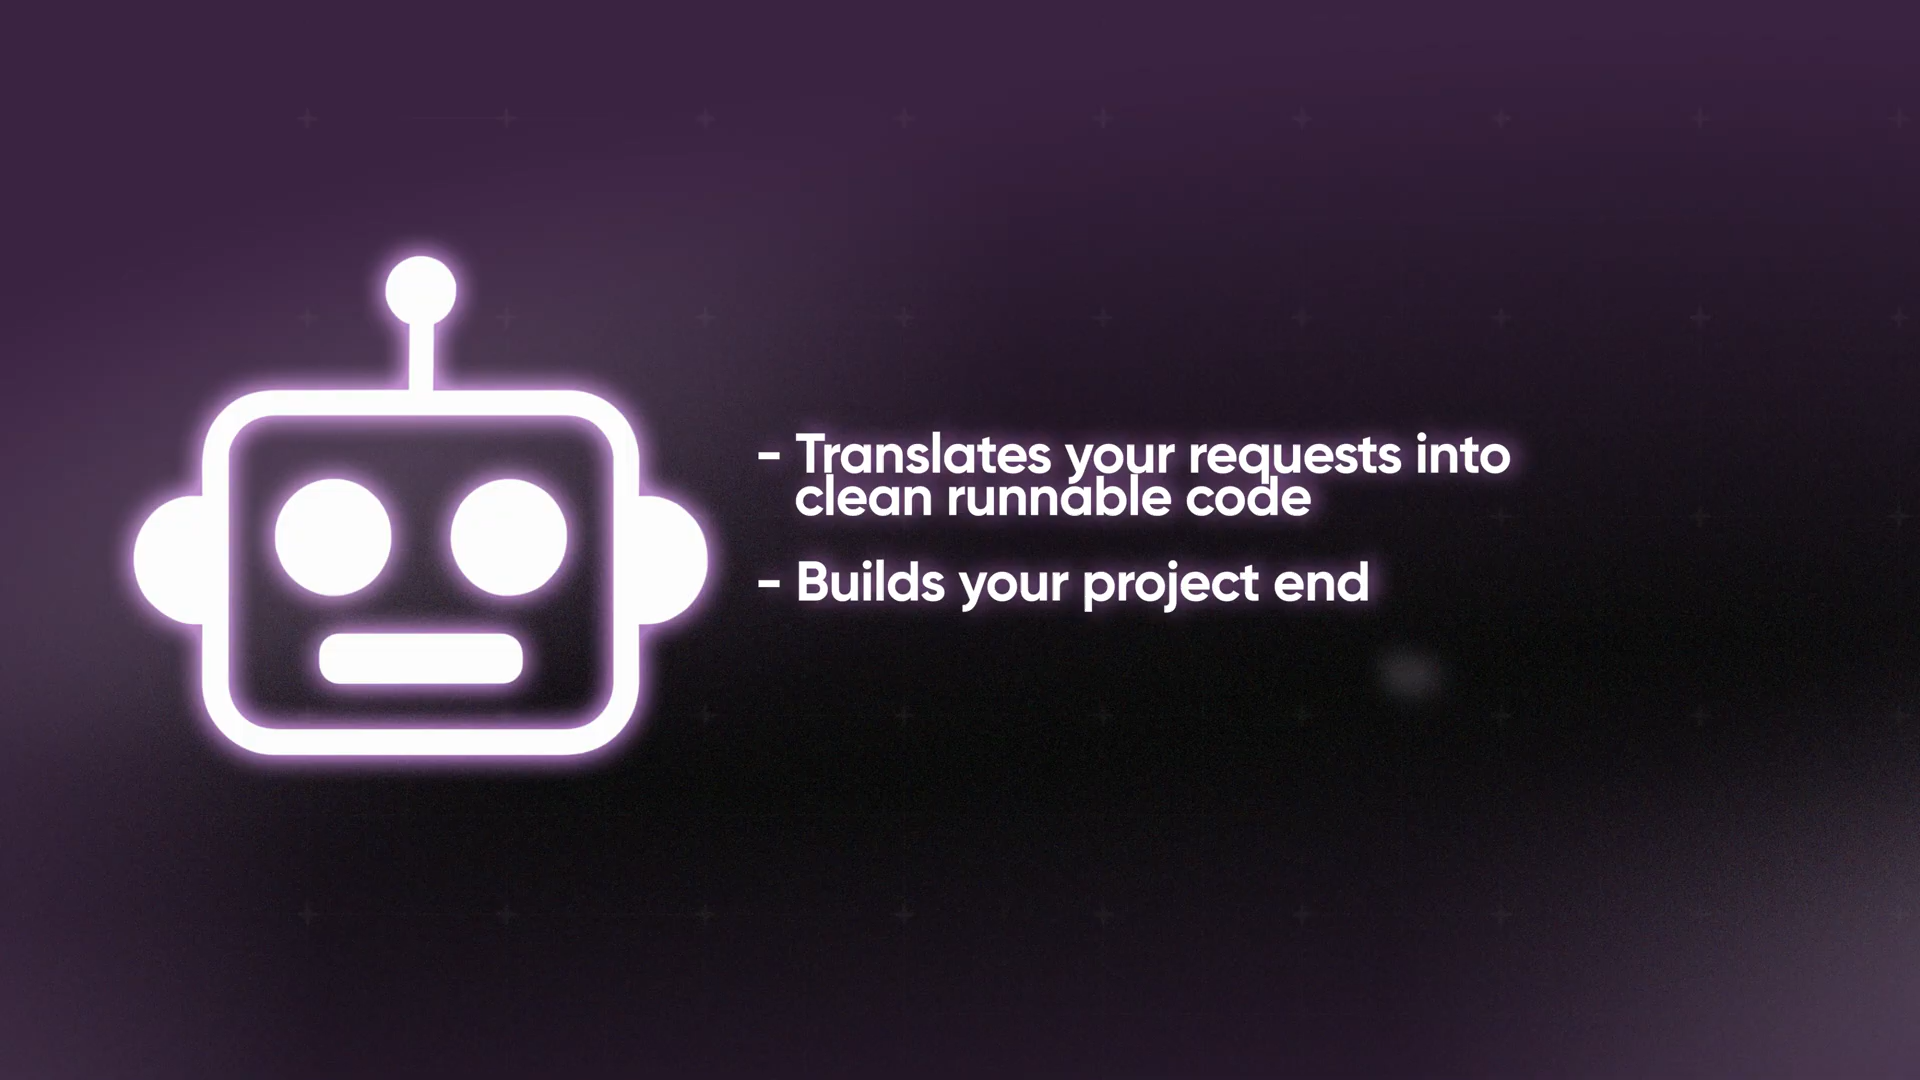 - Translates your requests into
clean runnable code
- Builds your project end